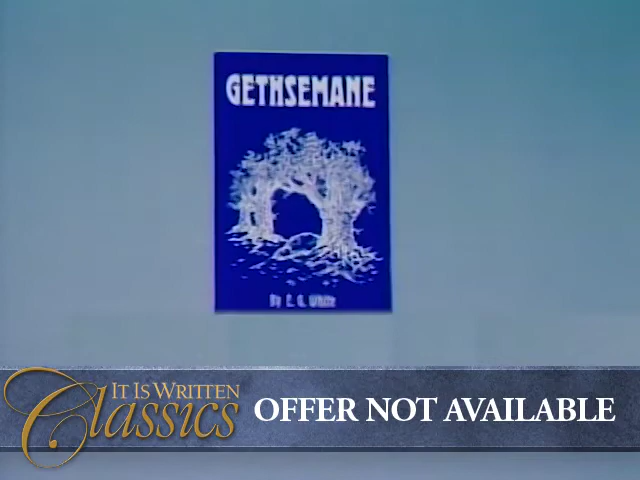 GETHSEMANE
By E. G. White
IT IS WRITTEN
Classics
OFFER NOT AVAILABLE